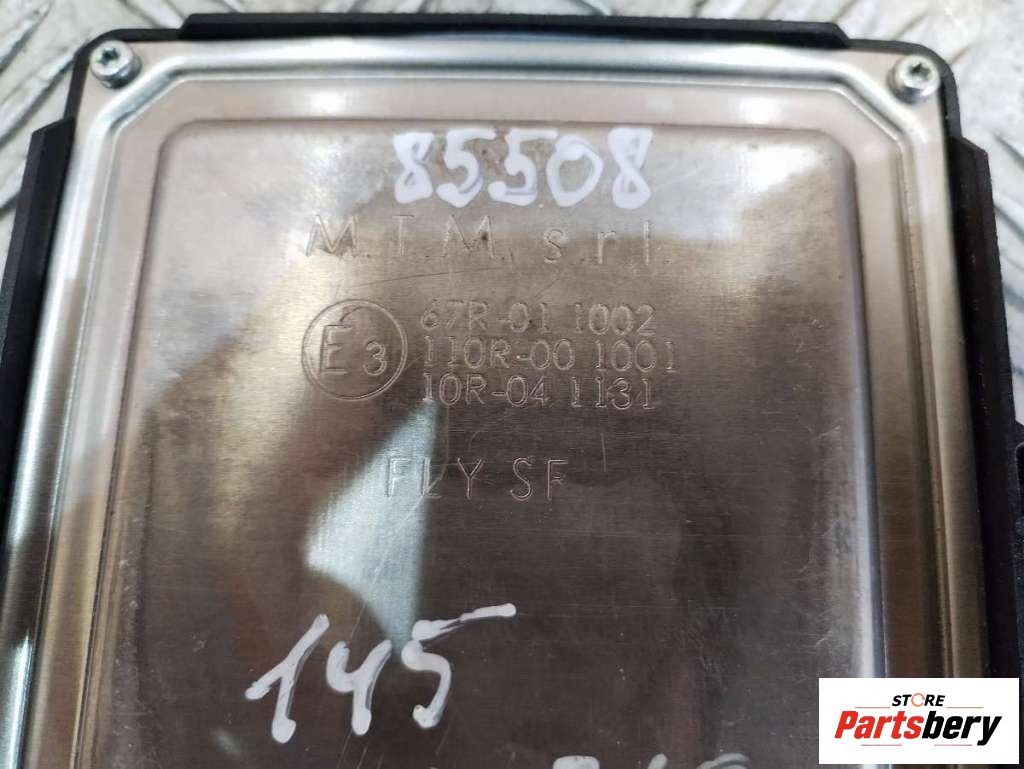 85508
M.T.M. s.r.l.
E3
67R-01 1002
110R-00 1001
10R-04 1131
FLY SF
145
STORE
Partsbery